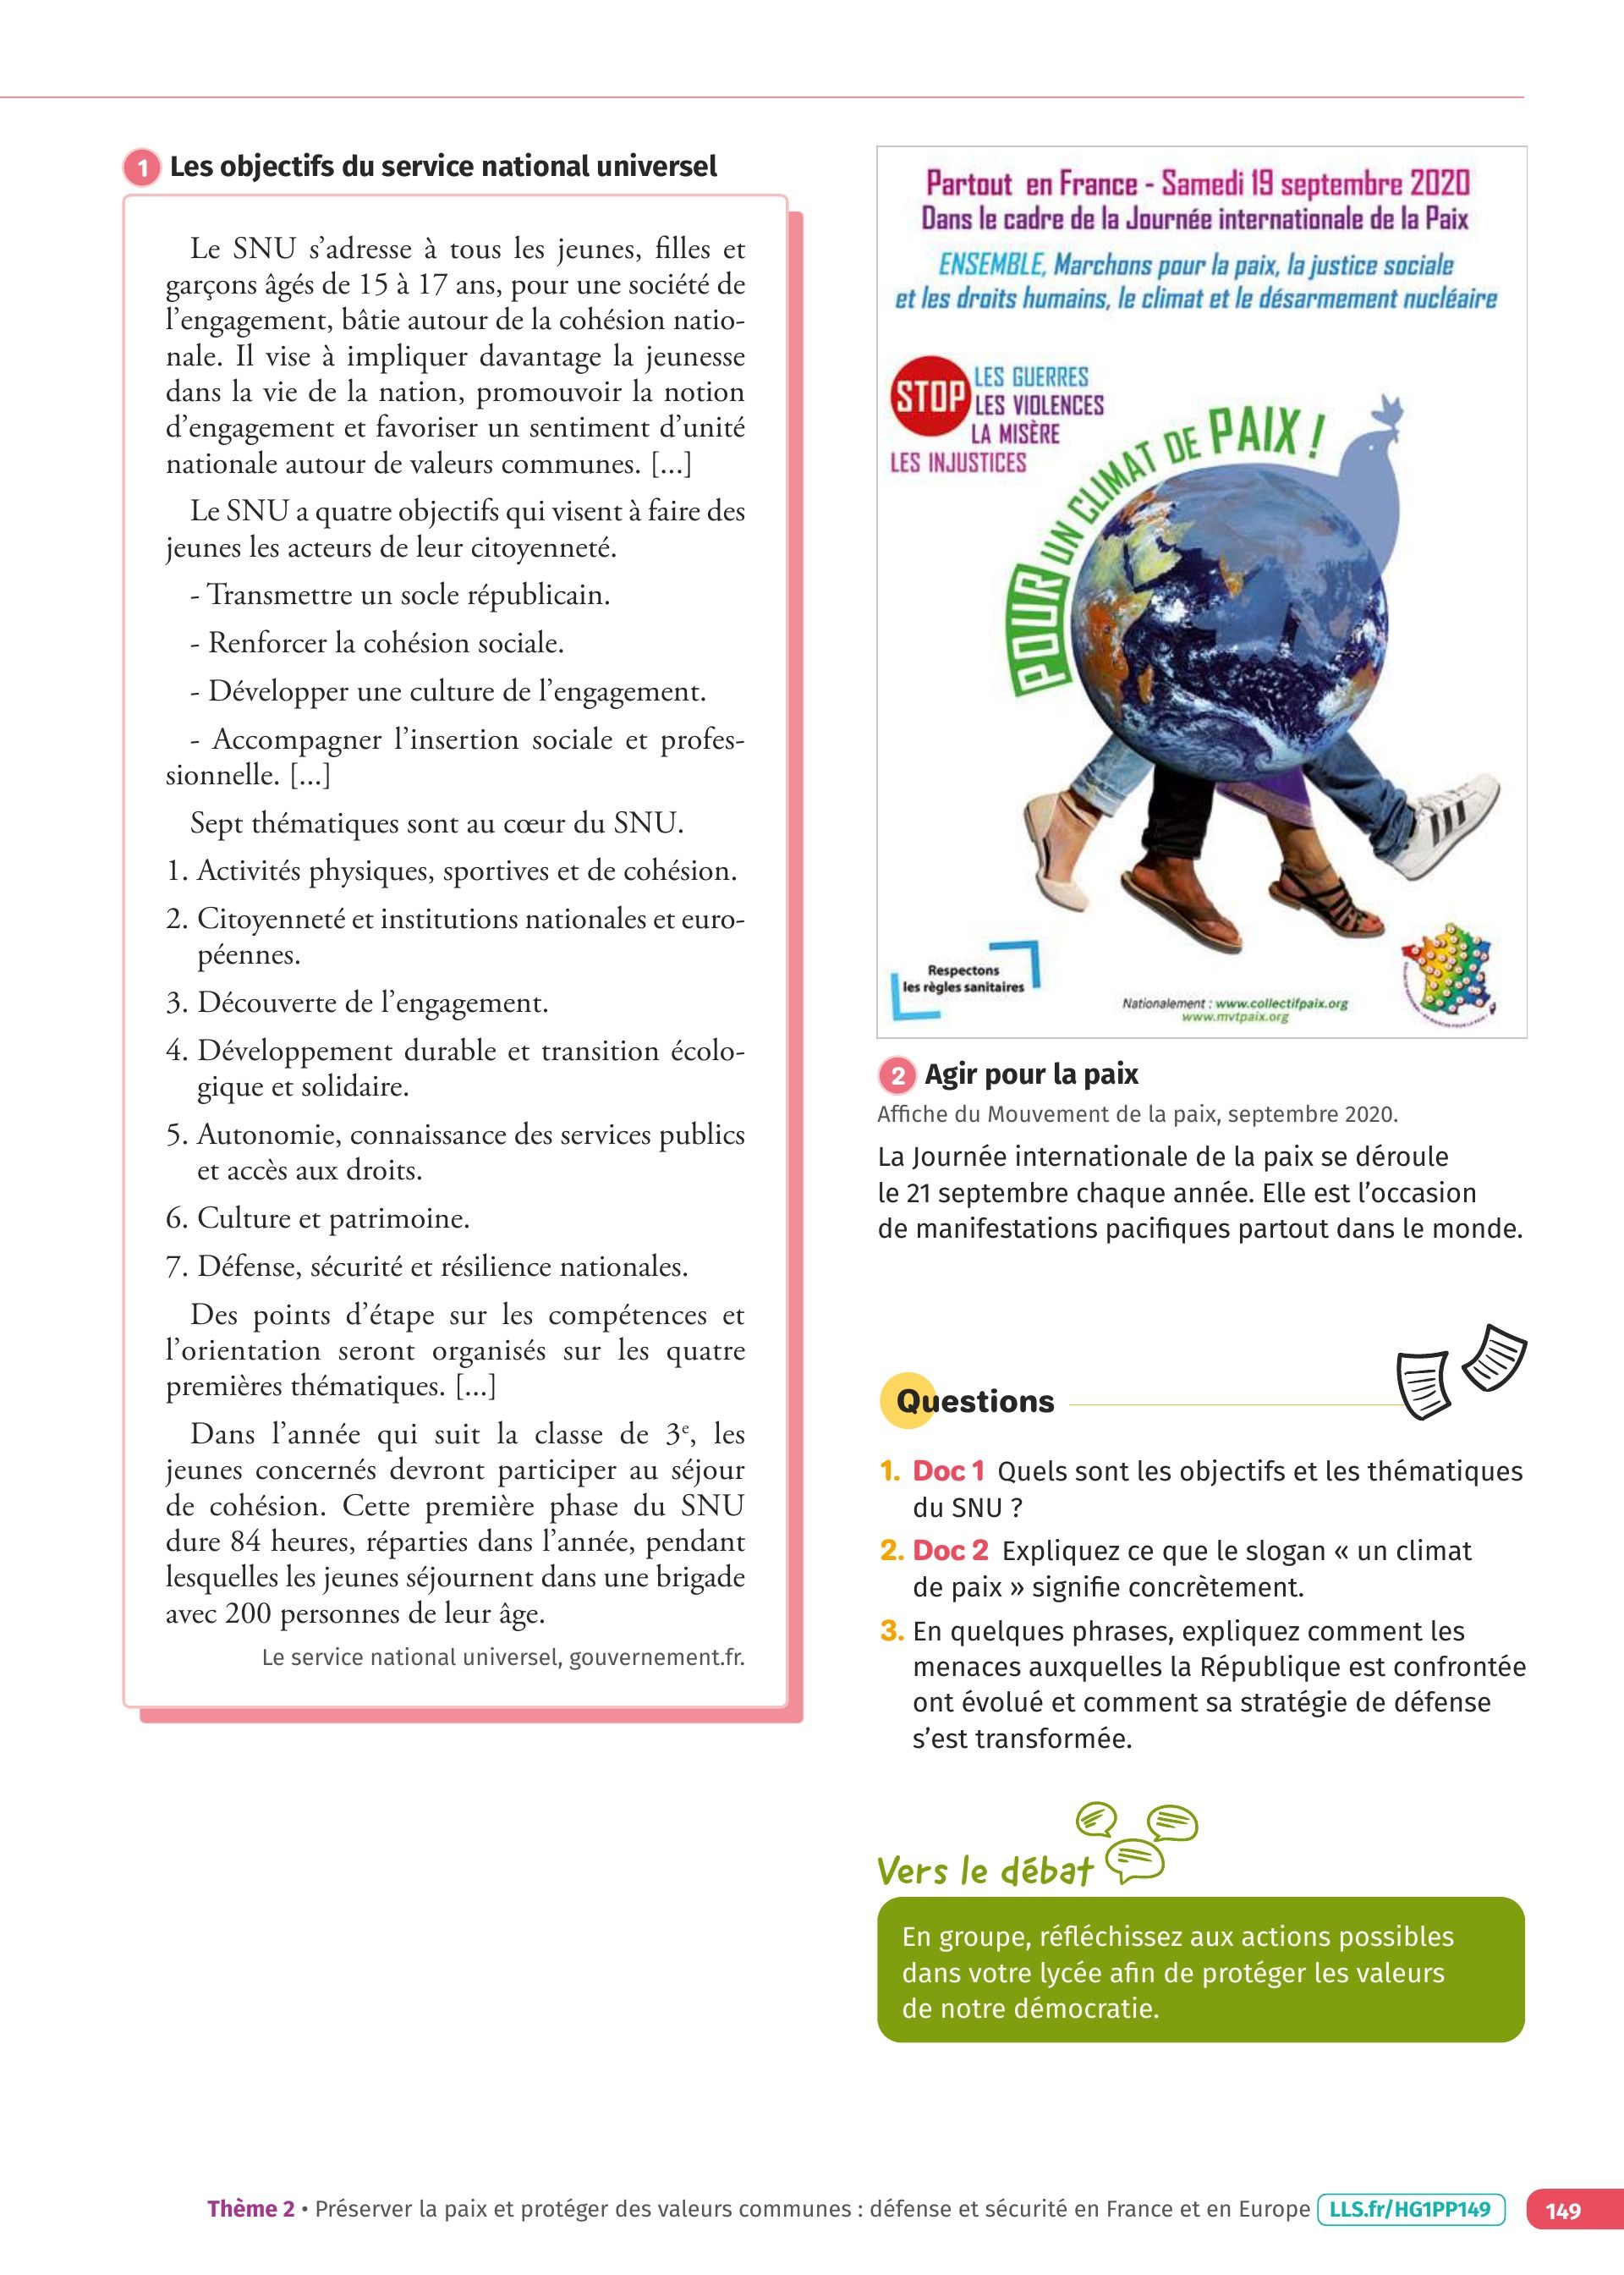 1 Les objectifs du service national universel
Le SNU s’adresse à tous les jeunes, filles et
garçons âgés de 15 à 17 ans, pour une société de
l’engagement, bâtie autour de la cohésion natio-
nale. Il vise à impliquer davantage la jeunesse
dans la vie de la nation, promouvoir la notion
d’engagement et favoriser un sentiment d’unité
nationale autour de valeurs communes. [...]
Le SNU a quatre objectifs qui visent à faire des
jeunes les acteurs de leur citoyenneté.
- Transmettre un socle républicain.
- Renforcer la cohésion sociale.
- Développer une culture de l’engagement.
- Accompagner l’insertion sociale et profes-
sionnelle. [...]
Sept thématiques sont au cœur du SNU.
1. Activités physiques, sportives et de cohésion.
2. Citoyenneté et institutions nationales et euro-
péennes.
3. Découverte de l’engagement.
4. Développement durable et transition écolo-
gique et solidaire.
5. Autonomie, connaissance des services publics
et accès aux droits.
6. Culture et patrimoine.
7. Défense, sécurité et résilience nationales.
Des points d’étape sur les compétences et
l’orientation seront organisés sur les quatre
premières thématiques. [...]
Dans l’année qui suit la classe de 3e, les
jeunes concernés devront participer au séjour
de cohésion. Cette première phase du SNU
dure 84 heures, réparties dans l’année, pendant
lesquelles les jeunes séjournent dans une brigade
avec 200 personnes de leur âge.
Le service national universel, gouvernement.fr.
Partout en France - Samedi 19 septembre 2020
Dans le cadre de la Journée internationale de la Paix
ENSEMBLE, Marchons pour la paix, la justice sociale
et les droits humains, le climat et le désarmement nucléaire
STOP
LES GUERRES
LES VIOLENCES
LA MISÈRE
LES INJUSTICES
POUR UN CLIMAT DE PAIX !
Respectons
les règles sanitaires
Nationalement : www.collectifpaix.org
www.mvtpaix.org
2 Agir pour la paix
Affiche du Mouvement de la paix, septembre 2020.
La Journée internationale de la paix se déroule
le 21 septembre chaque année. Elle est l’occasion
de manifestations pacifiques partout dans le monde.
Questions
1. Doc 1 Quels sont les objectifs et les thématiques
du SNU ?
2. Doc 2 Expliquez ce que le slogan « un climat
de paix » signifie concrètement.
3. En quelques phrases, expliquez comment les
menaces auxquelles la République est confrontée
ont évolué et comment sa stratégie de défense
s’est transformée.
Vers le débat
En groupe, réfléchissez aux actions possibles
dans votre lycée afin de protéger les valeurs
de notre démocratie.
Thème 2 • Préserver la paix et protéger des valeurs communes : défense et sécurité en France et en Europe LLS.fr/HG1PP149 149